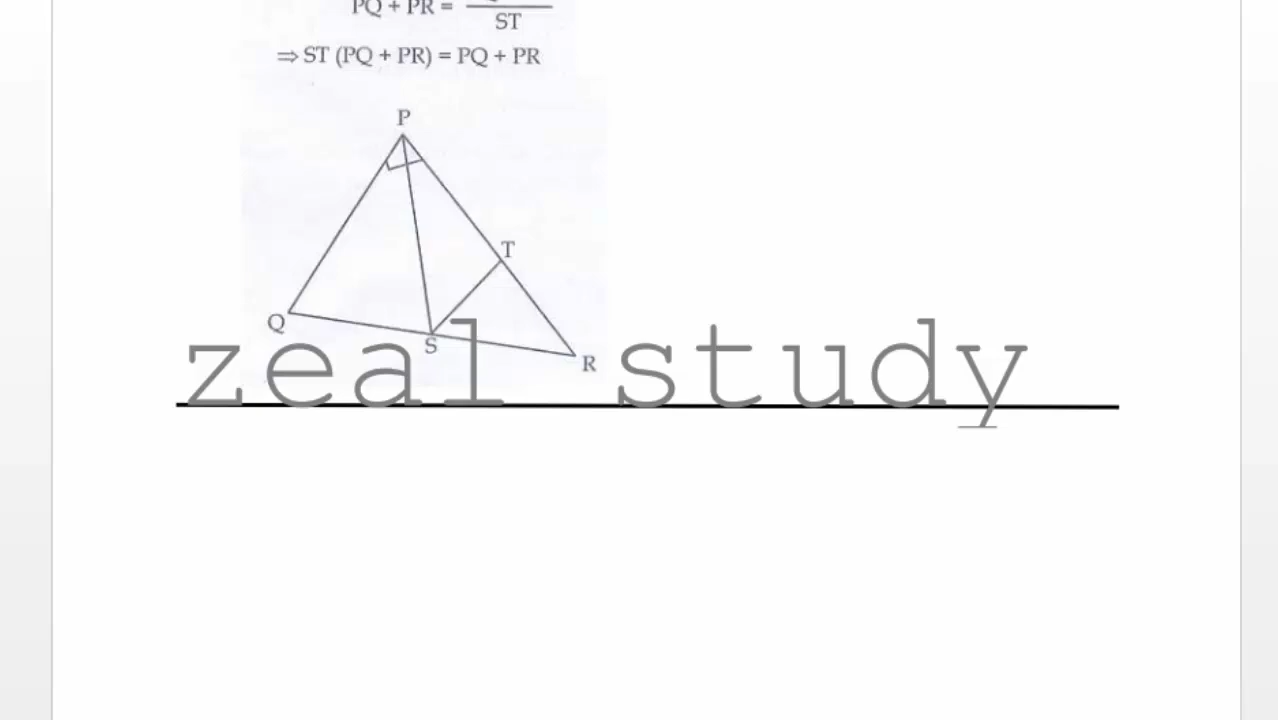 PQ + PR =
ST
⇒ ST (PQ + PR) = PQ + PR
P
T
Q
S
R
zeal study